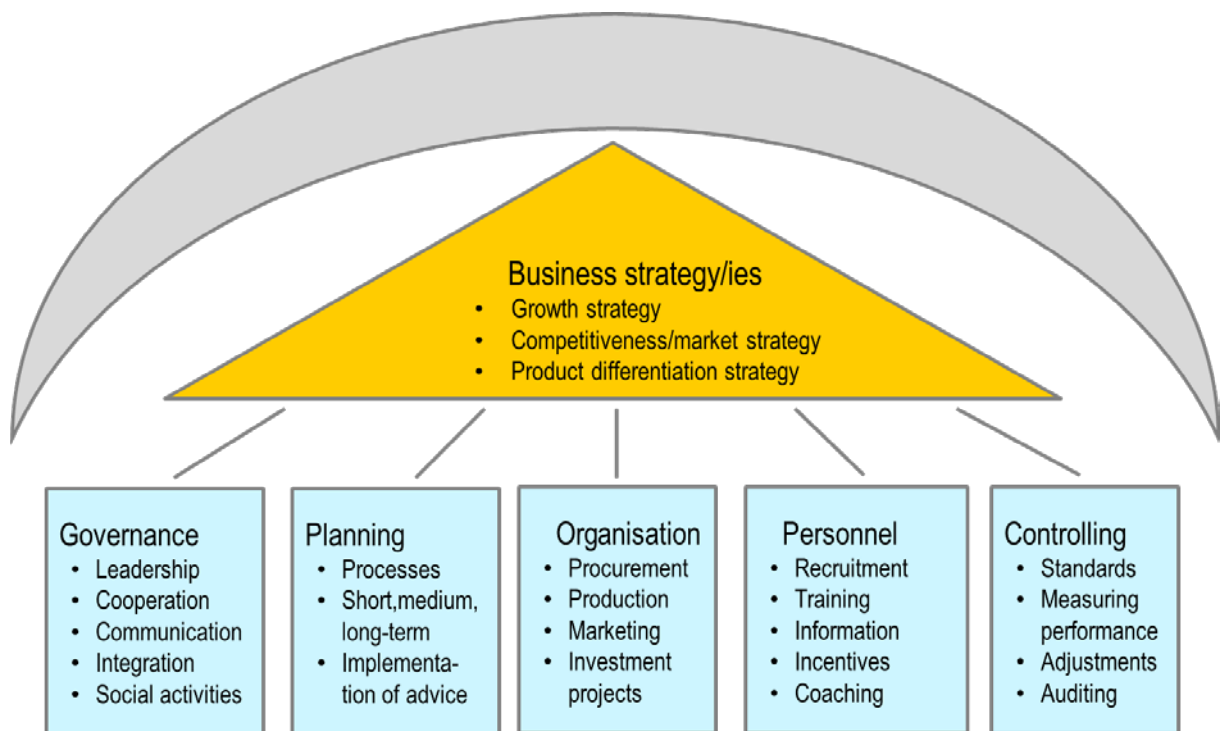 Business strategy/ies
• Growth strategy
• Competitiveness/market strategy
• Product differentiation strategy
Governance
• Leadership
• Cooperation
• Communication
• Integration
• Social activities
Planning
• Processes
• Short,medium,
long-term
• Implementa-
tion of advice
Organisation
• Procurement
• Production
• Marketing
• Investment
projects
Personnel
• Recruitment
• Training
• Information
• Incentives
• Coaching
Controlling
• Standards
• Measuring
performance
• Adjustments
• Auditing